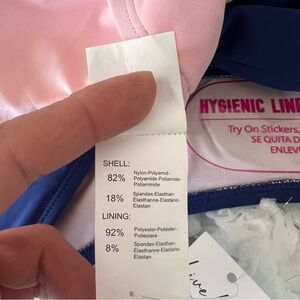 SHELL:
82% Nylon-Polyamid-
Polyamide-Poliamida-
Poliammide
18% Spandex-Elasthan-
Elasthanne-Elastano-
Elastan
LINING:
92% Polyester-Poliéster-
Poliestere
8% Spandex-Elasthan-
Elasthanne-Elastano-
Elastan
HYGIENIC LINE
Try On Stickers,
SE QUITA D
ENLEV